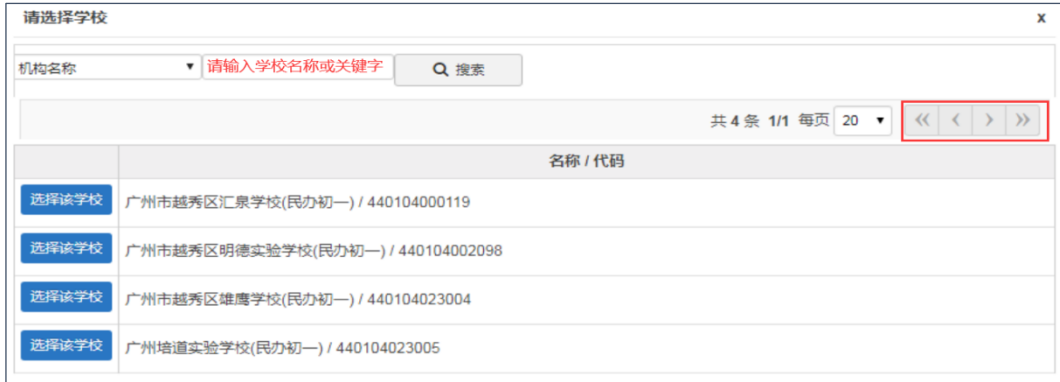 请选择学校 x
机构名称 请输入学校名称或关键字 搜索
共 4 条 1/1 每页 20
名称 / 代码
选择该学校 广州市越秀区汇泉学校(民办初一) / 440104000119
选择该学校 广州市越秀区明德实验学校(民办初一) / 440104002098
选择该学校 广州市越秀区雄鹰学校(民办初一) / 440104023004
选择该学校 广州培道实验学校(民办初一) / 440104023005